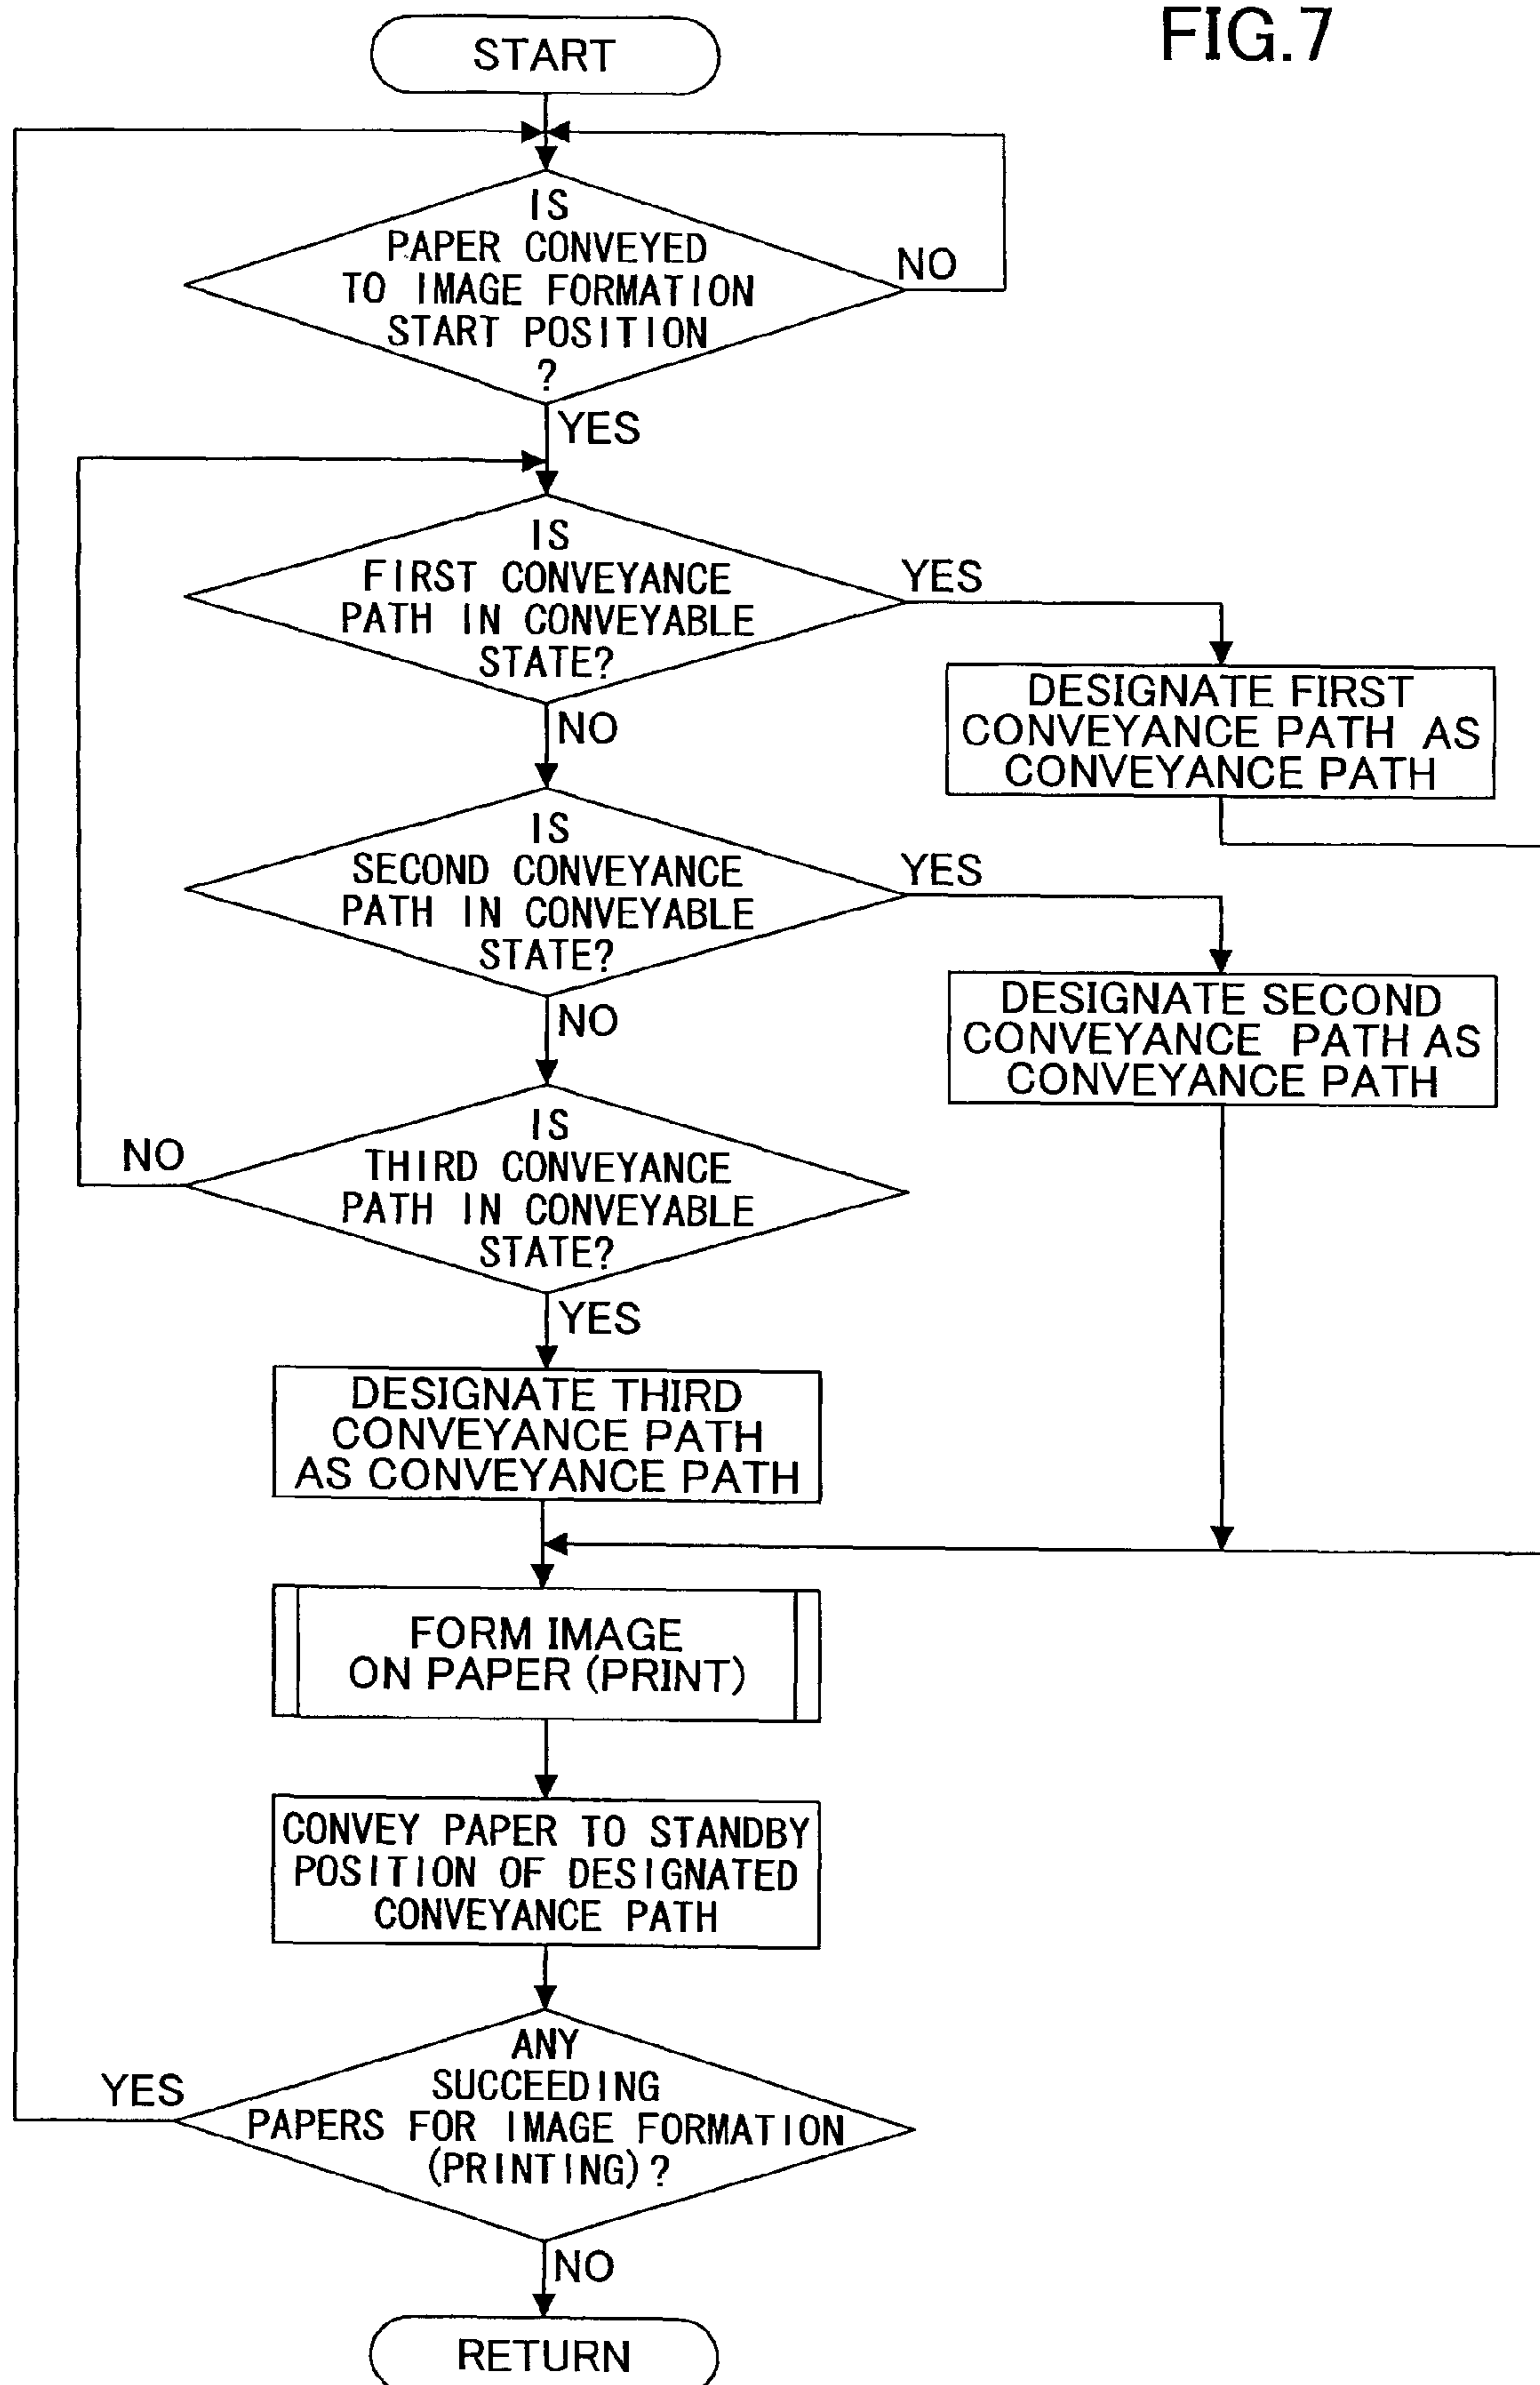 FIG.7
START
IS
PAPER CONVEYED
TO IMAGE FORMATION
START POSITION
?
NO
YES
IS
FIRST CONVEYANCE
PATH IN CONVEYABLE
STATE?
YES
NO
DESIGNATE FIRST
CONVEYANCE PATH AS
CONVEYANCE PATH
IS
SECOND CONVEYANCE
PATH IN CONVEYABLE
STATE?
YES
NO
DESIGNATE SECOND
CONVEYANCE PATH AS
CONVEYANCE PATH
IS
THIRD CONVEYANCE
PATH IN CONVEYABLE
STATE?
NO
YES
DESIGNATE THIRD
CONVEYANCE PATH
AS CONVEYANCE PATH
FORM IMAGE
ON PAPER (PRINT)
CONVEY PAPER TO STANDBY
POSITION OF DESIGNATED
CONVEYANCE PATH
ANY
SUCCEEDING
PAPERS FOR IMAGE FORMATION
(PRINTING)?
YES
NO
RETURN